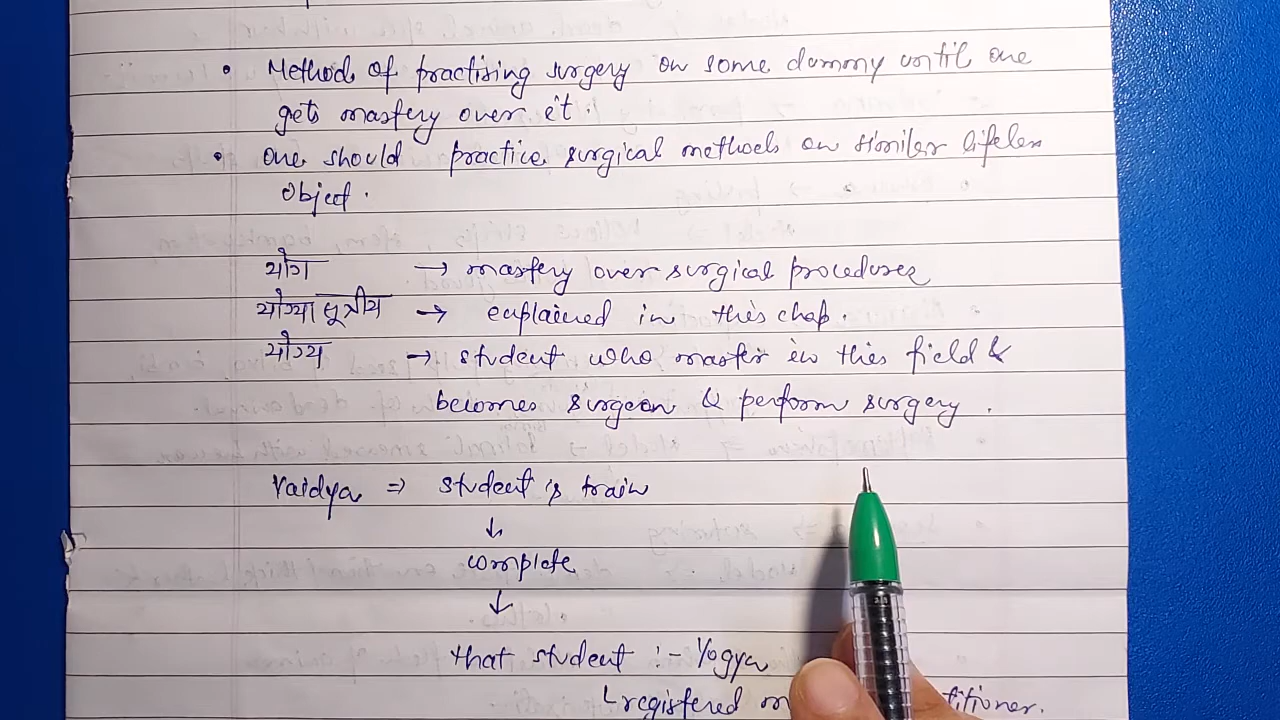 • Method of practising surgery on some dummy until one
gets mastery over it.
• one should practice surgical methods on similar lifeless
object.
योग → mastery over surgical procedures
योग्यासूत्रीय → explained in this chap.
योग्य → student who master in this field &
becomes surgeon & perform surgery.
Vaidya ⇒ student is train
↓
complete
↓
that student :- Yogya
↳ registered